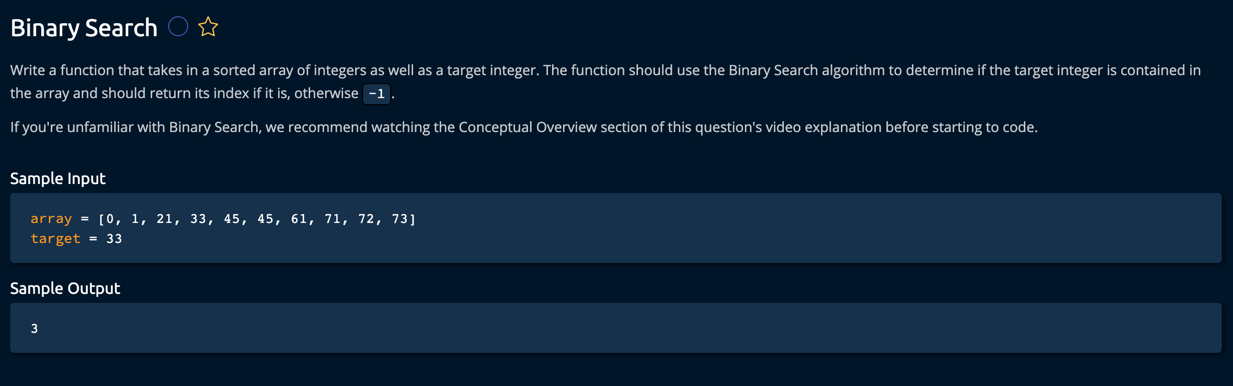 Binary Search
Write a function that takes in a sorted array of integers as well as a target integer. The function should use the Binary Search algorithm to determine if the target integer is contained in
the array and should return its index if it is, otherwise -1 .
If you're unfamiliar with Binary Search, we recommend watching the Conceptual Overview section of this question's video explanation before starting to code.
Sample Input
array = [0, 1, 21, 33, 45, 45, 61, 71, 72, 73]
target = 33
Sample Output
3